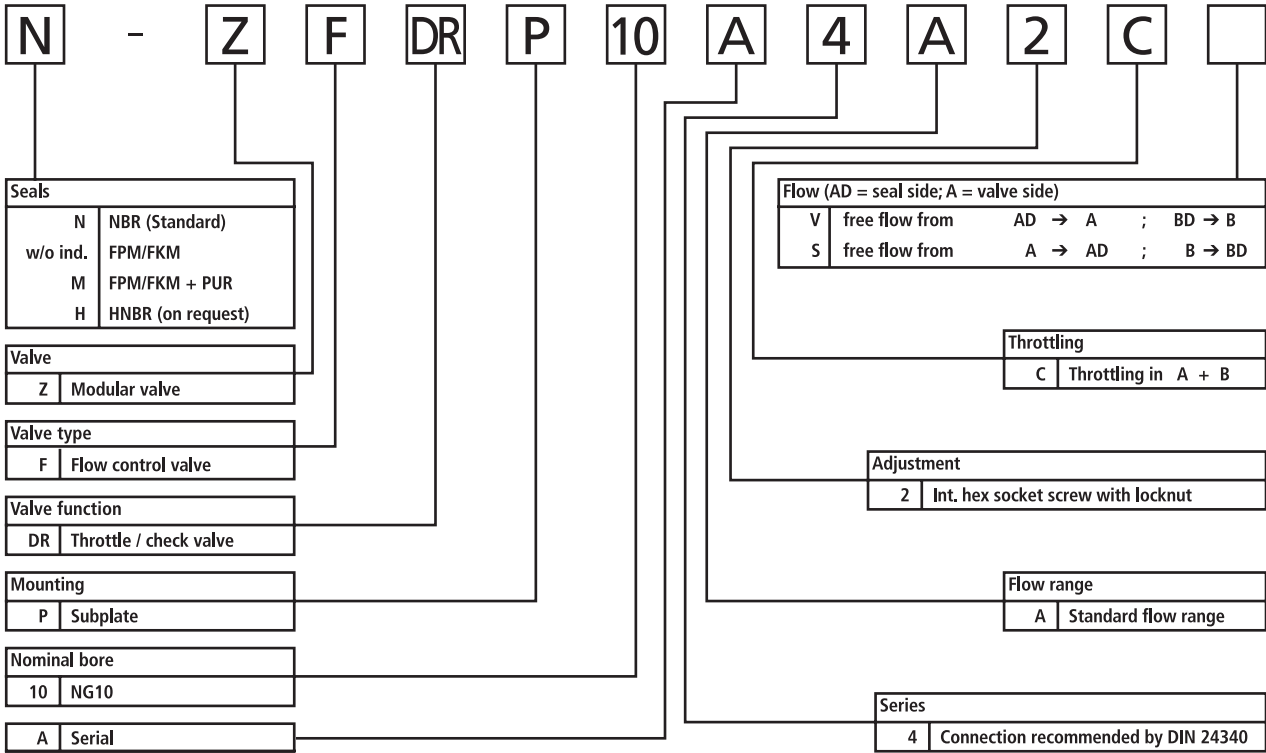 N - Z F DR P 10 A 4 A 2 C
Seals
N NBR (Standard)
w/o ind. FPM/FKM
M FPM/FKM + PUR
H HNBR (on request)
Valve
Z Modular valve
Valve type
F Flow control valve
Valve function
DR Throttle / check valve
Mounting
P Subplate
Nominal bore
10 NG10
A Serial
Flow (AD = seal side; A = valve side)
V free flow from AD → A ; BD → B
S free flow from A → AD ; B → BD
Throttling
C Throttling in A + B
Adjustment
2 Int. hex socket screw with locknut
Flow range
A Standard flow range
Series
4 Connection recommended by DIN 24340